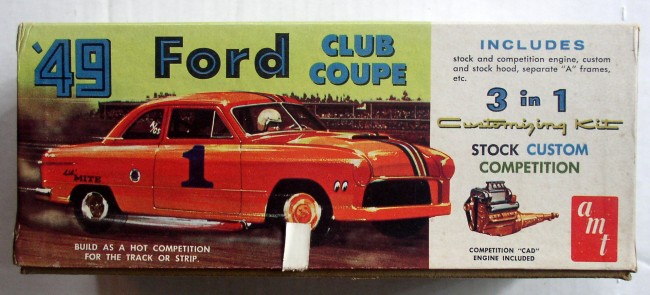 '49 Ford CLUB COUPE
INCLUDES
stock and competition engine, custom
and stock hood, separate "A" frames,
etc.
3 in 1
Customizing Kit
STOCK CUSTOM
COMPETITION
1
Lil' MITE
BUILD AS A HOT COMPETITION
FOR THE TRACK OR STRIP.
COMPETITION "CAD"
ENGINE INCLUDED
amt